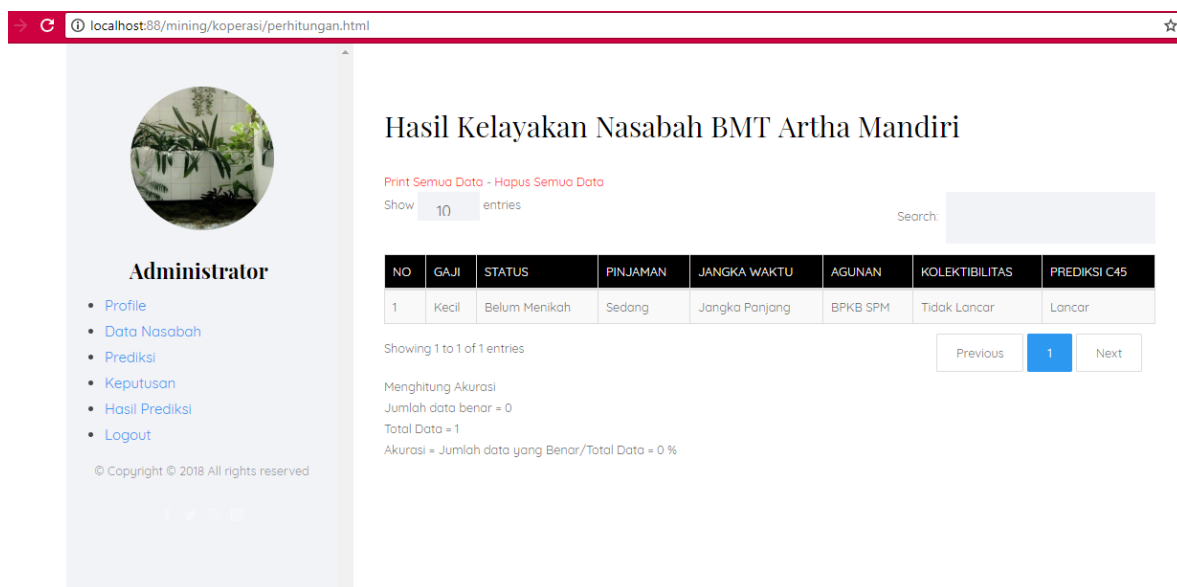 localhost:88/mining/koperasi/perhitungan.html
Administrator
Profile
Data Nasabah
Prediksi
Keputusan
Hasil Prediksi
Logout
© Copyright © 2018 All rights reserved
Hasil Kelayakan Nasabah BMT Artha Mandiri
Print Semua Data - Hapus Semua Data
Show 10 entries
Search:
NO GAJI STATUS PINJAMAN JANGKA WAKTU AGUNAN KOLEKTIBILITAS PREDIKSI C45
1 Kecil Belum Menikah Sedang Jangka Panjang BPKB SPM Tidak Lancar Lancar
Showing 1 to 1 of 1 entries
Previous 1 Next
Menghitung Akurasi
Jumlah data benar = 0
Total Data = 1
Akurasi = Jumlah data yang Benar/Total Data = 0 %